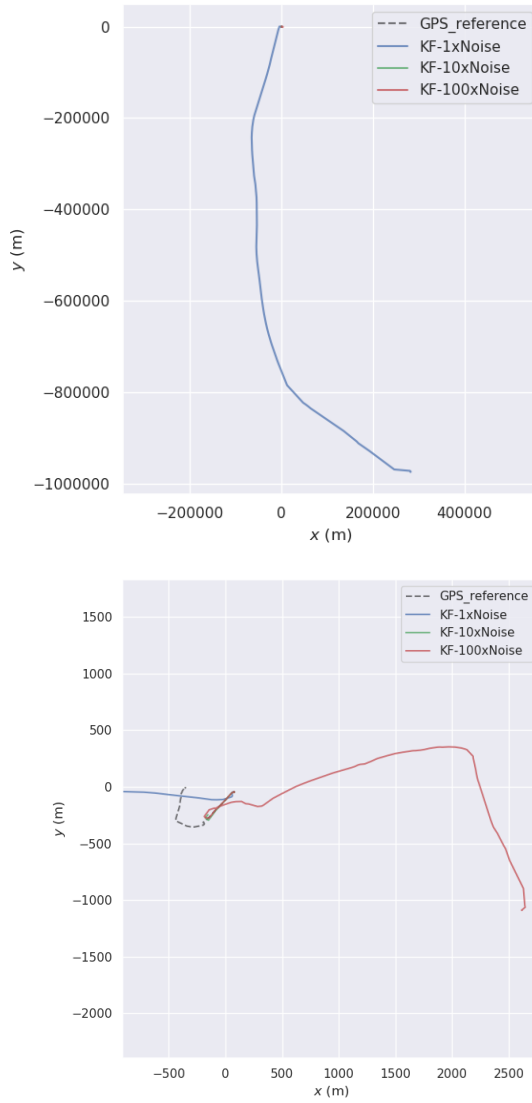 0
−200000
−400000
−600000
−800000
−1000000
y (m)
−200000 0 200000 400000
x (m)
GPS_reference
KF-1xNoise
KF-10xNoise
KF-100xNoise
1500
1000
500
0
−500
−1000
−1500
−2000
y (m)
−500 0 500 1000 1500 2000 2500
x (m)
GPS_reference
KF-1xNoise
KF-10xNoise
KF-100xNoise